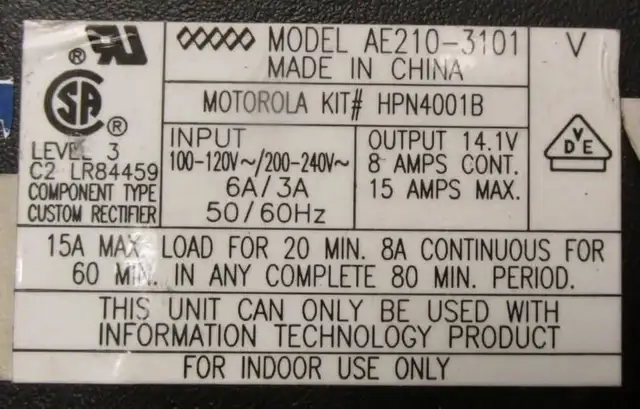 MODEL AE210-3101
MADE IN CHINA
MOTOROLA KIT# HPN4001B
V
LEVEL 3
C2 LR84459
COMPONENT TYPE
CUSTOM RECTIFIER
INPUT
100-120V~/200-240V~
6A/3A
50/60Hz
OUTPUT 14.1V
8 AMPS CONT.
15 AMPS MAX.
VDE
15A MAX. LOAD FOR 20 MIN. 8A CONTINUOUS FOR
60 MIN. IN ANY COMPLETE 80 MIN. PERIOD.
THIS UNIT CAN ONLY BE USED WITH
INFORMATION TECHNOLOGY PRODUCT
FOR INDOOR USE ONLY